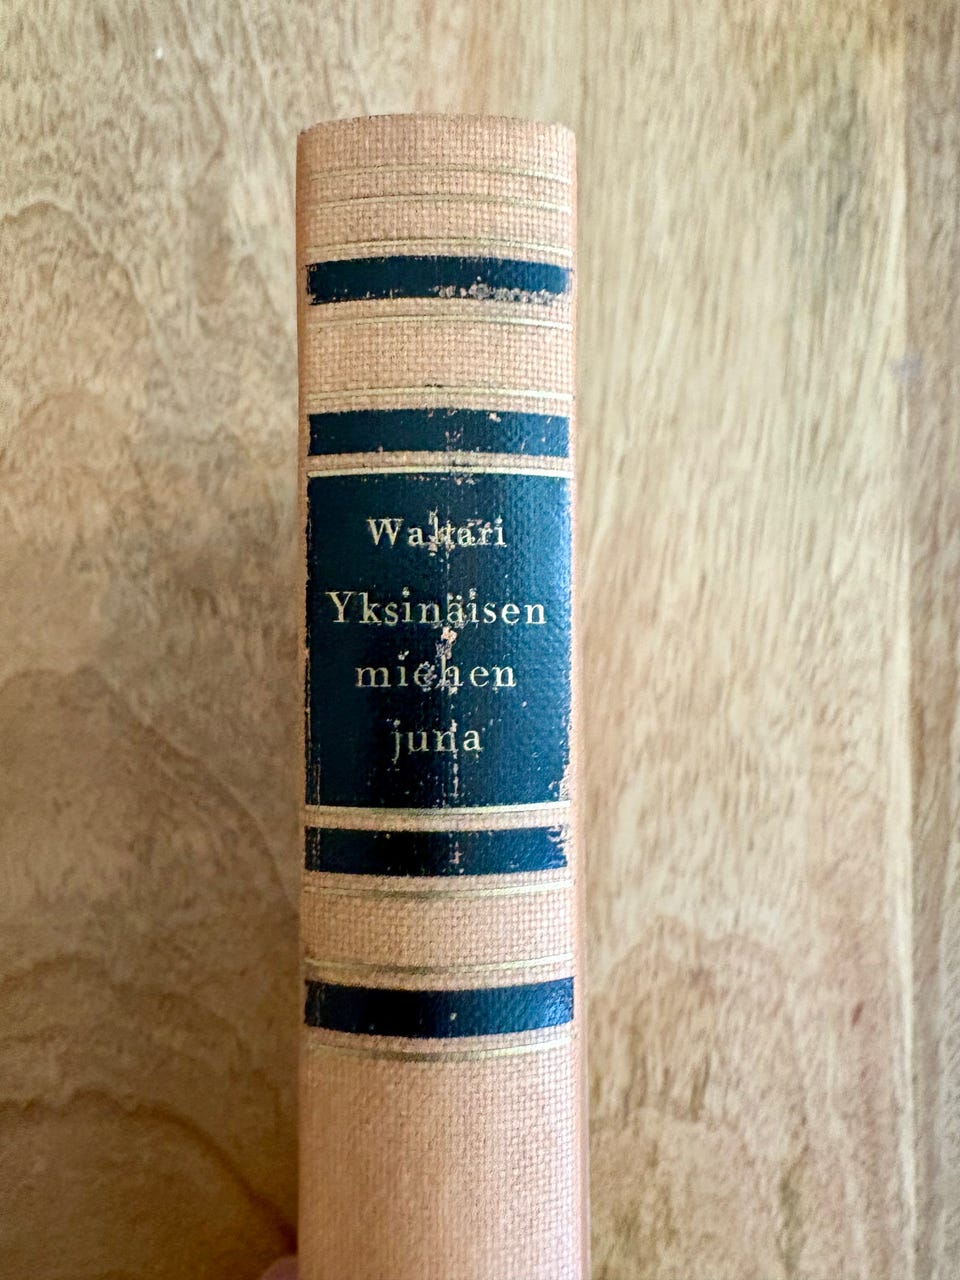 Waltari
Yksinäisen
miehen
juna